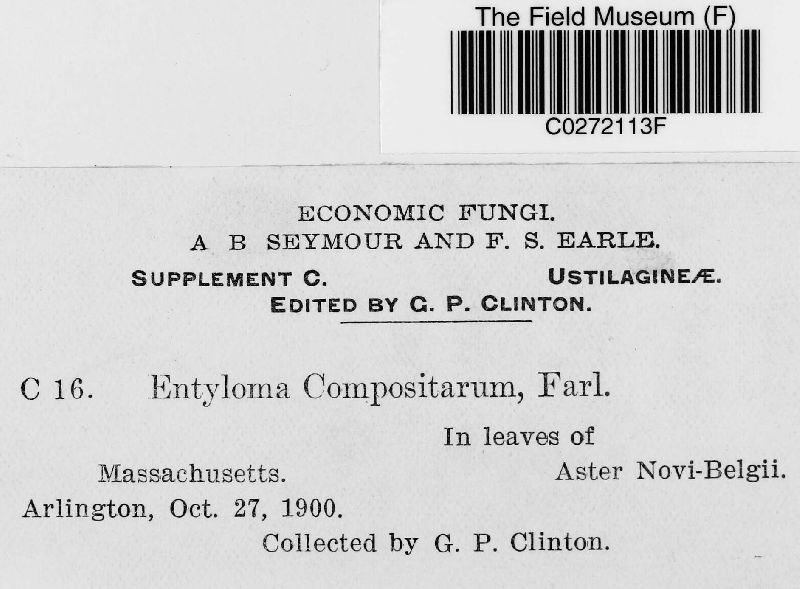 The Field Museum (F)
C0272113F
ECONOMIC FUNGI.
A B SEYMOUR AND F. S. EARLE.
SUPPLEMENT C. USTILAGINEÆ.
EDITED BY G. P. CLINTON.
C 16. Entyloma Compositarum, Farl.
In leaves of
Massachusetts. Aster Novi-Belgii.
Arlington, Oct. 27, 1900.
Collected by G. P. Clinton.